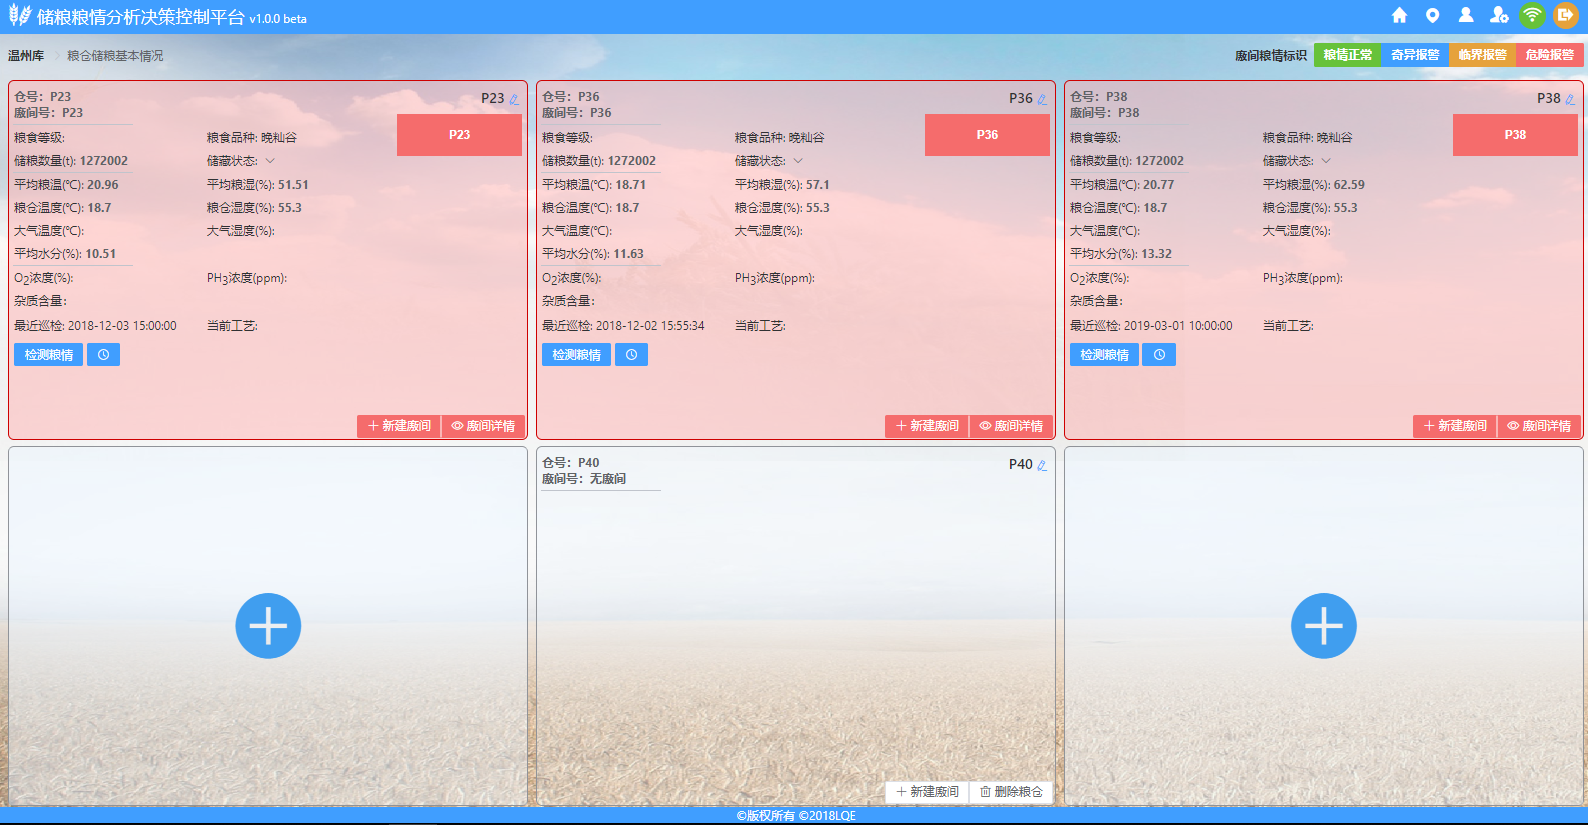 储粮粮情分析决策控制平台 v1.0.0 beta
温州库 > 粮仓储粮基本情况
廒间粮情标识 粮情正常 奇异报警 临界报警 危险报警
仓号：P23
廒间号：P23
P23
P23
粮食等级: 粮食品种: 晚籼谷
储粮数量(t): 1272002 储藏状态:
平均粮温(℃): 20.96 平均粮湿(%): 51.51
粮仓温度(℃): 18.7 粮仓湿度(%): 55.3
大气温度(℃): 大气湿度(%):
平均水分(%): 10.51
O2浓度(%): PH3浓度(ppm):
杂质含量:
最近巡检: 2018-12-03 15:00:00 当前工艺:
检测粮情
新建廒间 廒间详情
仓号：P36
廒间号：P36
P36
P36
粮食等级: 粮食品种: 晚籼谷
储粮数量(t): 1272002 储藏状态:
平均粮温(℃): 18.71 平均粮湿(%): 57.1
粮仓温度(℃): 18.7 粮仓湿度(%): 55.3
大气温度(℃): 大气湿度(%):
平均水分(%): 11.63
O2浓度(%): PH3浓度(ppm):
杂质含量:
最近巡检: 2018-12-02 15:55:34 当前工艺:
检测粮情
新建廒间 廒间详情
仓号：P38
廒间号：P38
P38
P38
粮食等级: 粮食品种: 晚籼谷
储粮数量(t): 1272002 储藏状态:
平均粮温(℃): 20.77 平均粮湿(%): 62.59
粮仓温度(℃): 18.7 粮仓湿度(%): 55.3
大气温度(℃): 大气湿度(%):
平均水分(%): 13.32
O2浓度(%): PH3浓度(ppm):
杂质含量:
最近巡检: 2019-03-01 10:00:00 当前工艺:
检测粮情
新建廒间 廒间详情
仓号：P40
廒间号：无廒间
P40
新建廒间 删除粮仓
©版权所有 ©2018LQE